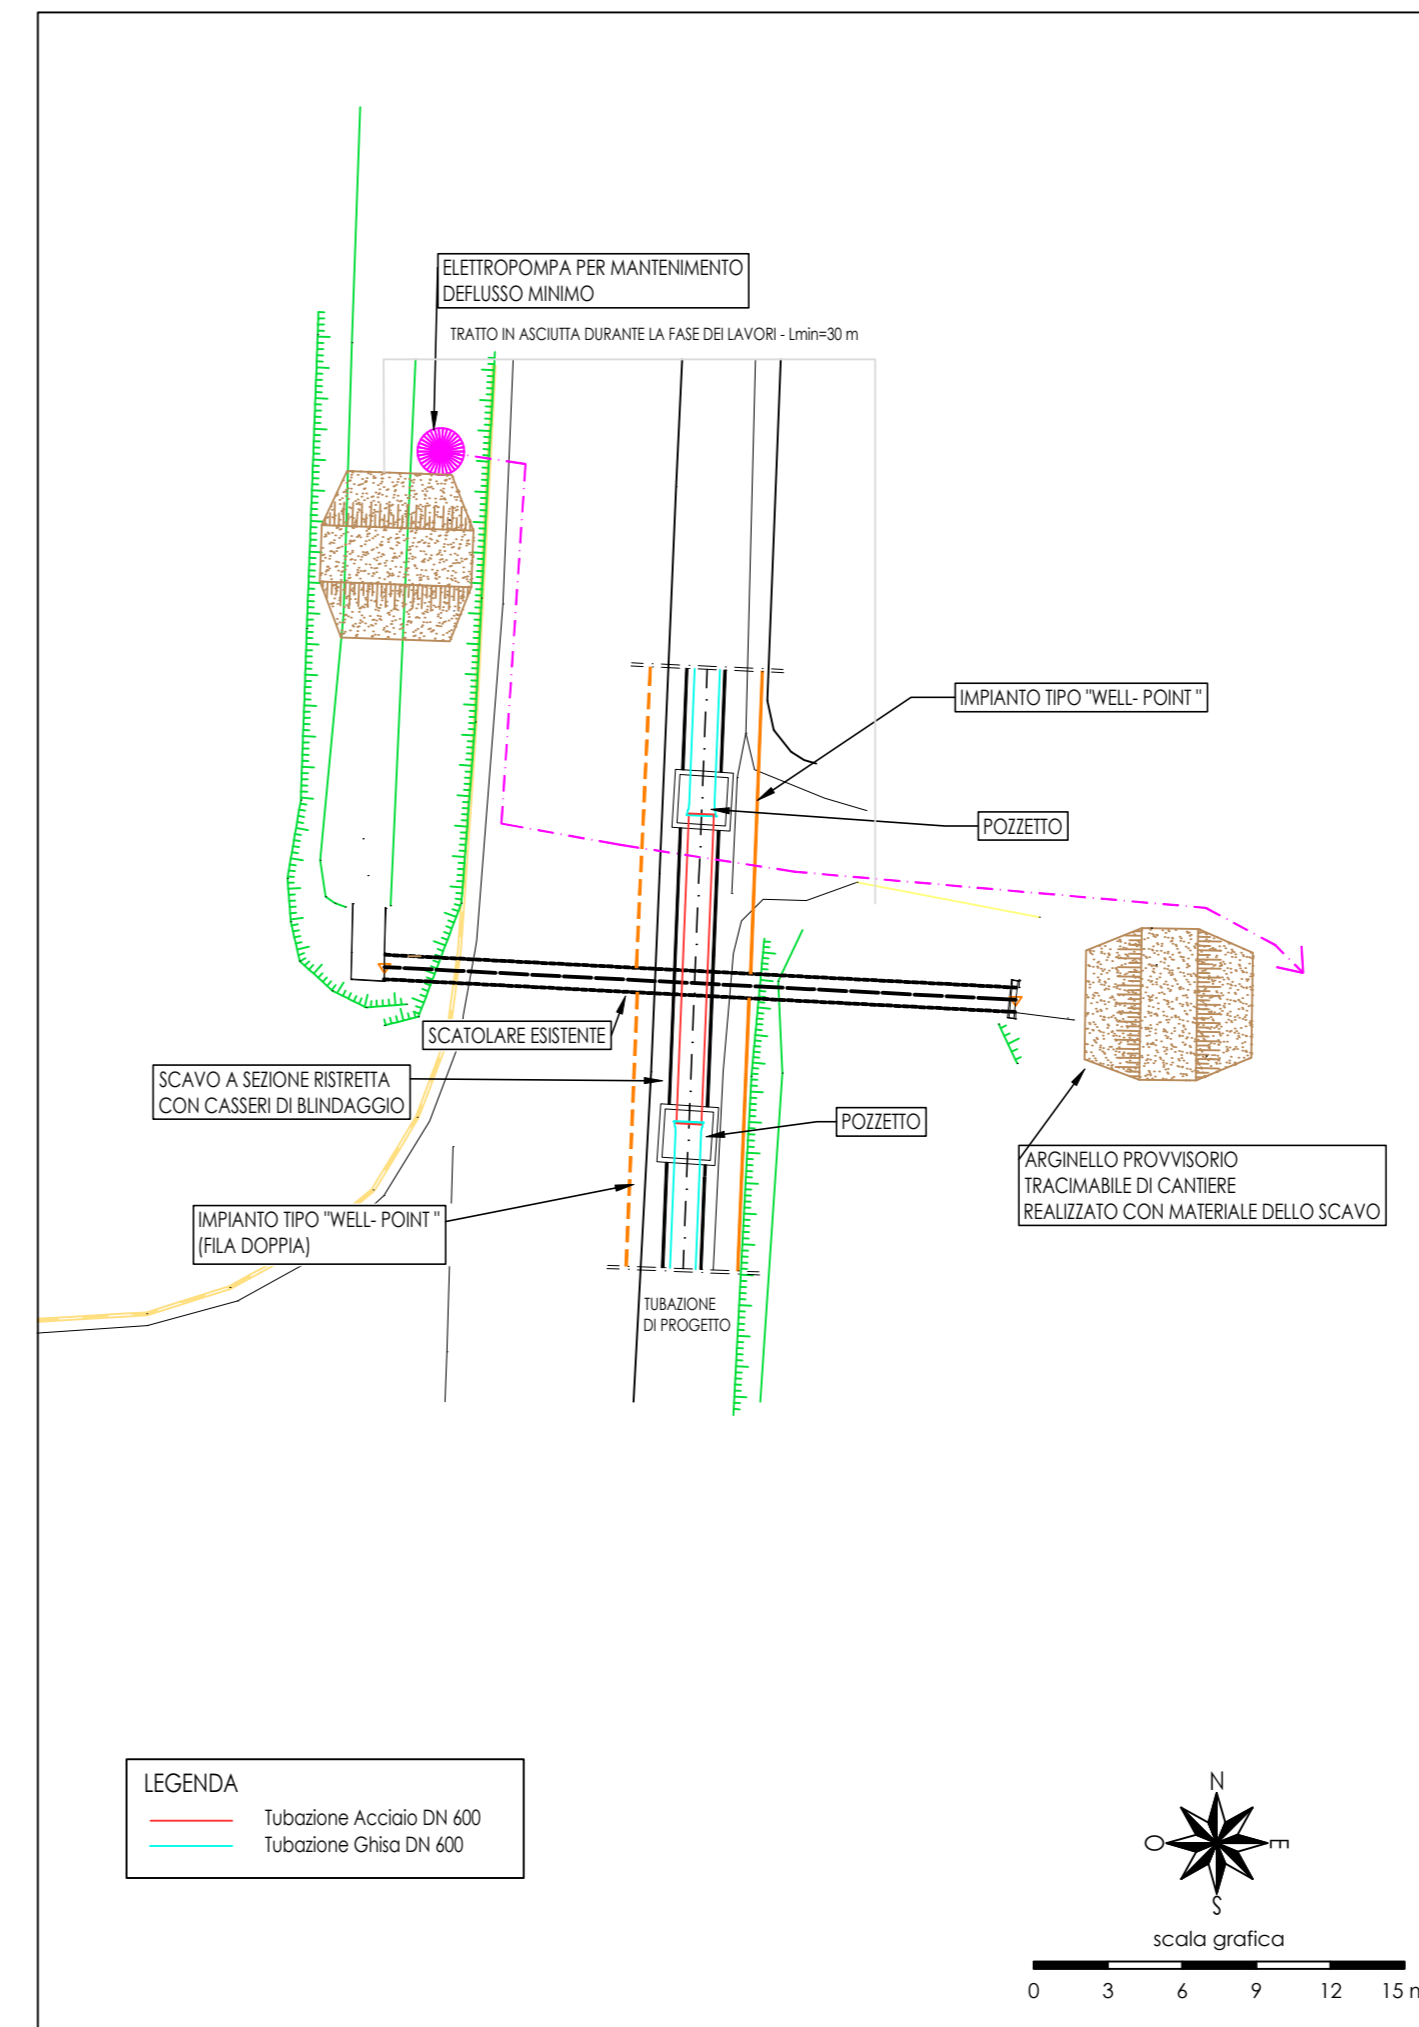 ELETTROPOMPA PER MANTENIMENTO
DEFLUSSO MINIMO
TRATTO IN ASCIUTTA DURANTE LA FASE DEI LAVORI - Lmin=30 m
IMPIANTO TIPO "WELL- POINT "
POZZETTO
SCATOLARE ESISTENTE
SCAVO A SEZIONE RISTRETTA
CON CASSERI DI BLINDAGGIO
POZZETTO
ARGINELLO PROVVISORIO
TRACIMABILE DI CANTIERE
REALIZZATO CON MATERIALE DELLO SCAVO
IMPIANTO TIPO "WELL- POINT "
(FILA DOPPIA)
TUBAZIONE
DI PROGETTO
LEGENDA
Tubazione Acciaio DN 600
Tubazione Ghisa DN 600
N
O E
S
scala grafica
0 3 6 9 12 15 m